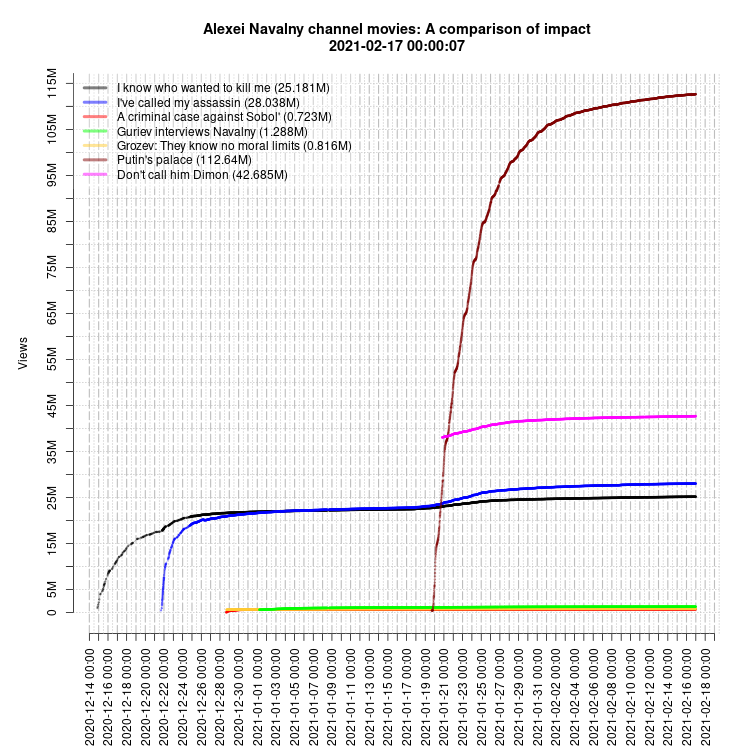 Alexei Navalny channel movies: A comparison of impact
2021-02-17 00:00:07
I know who wanted to kill me (25.181M)
I've called my assassin (28.038M)
A criminal case against Sobol' (0.723M)
Guriev interviews Navalny (1.288M)
Grozev: They know no moral limits (0.816M)
Putin's palace (112.64M)
Don't call him Dimon (42.685M)
Views
115M
105M
95M
85M
75M
65M
55M
45M
35M
25M
15M
5M
0
2020-12-14 00:00
2020-12-16 00:00
2020-12-18 00:00
2020-12-20 00:00
2020-12-22 00:00
2020-12-24 00:00
2020-12-26 00:00
2020-12-28 00:00
2020-12-30 00:00
2021-01-01 00:00
2021-01-03 00:00
2021-01-05 00:00
2021-01-07 00:00
2021-01-09 00:00
2021-01-11 00:00
2021-01-13 00:00
2021-01-15 00:00
2021-01-17 00:00
2021-01-19 00:00
2021-01-21 00:00
2021-01-23 00:00
2021-01-25 00:00
2021-01-27 00:00
2021-01-29 00:00
2021-01-31 00:00
2021-02-02 00:00
2021-02-04 00:00
2021-02-06 00:00
2021-02-08 00:00
2021-02-10 00:00
2021-02-12 00:00
2021-02-14 00:00
2021-02-16 00:00
2021-02-18 00:00